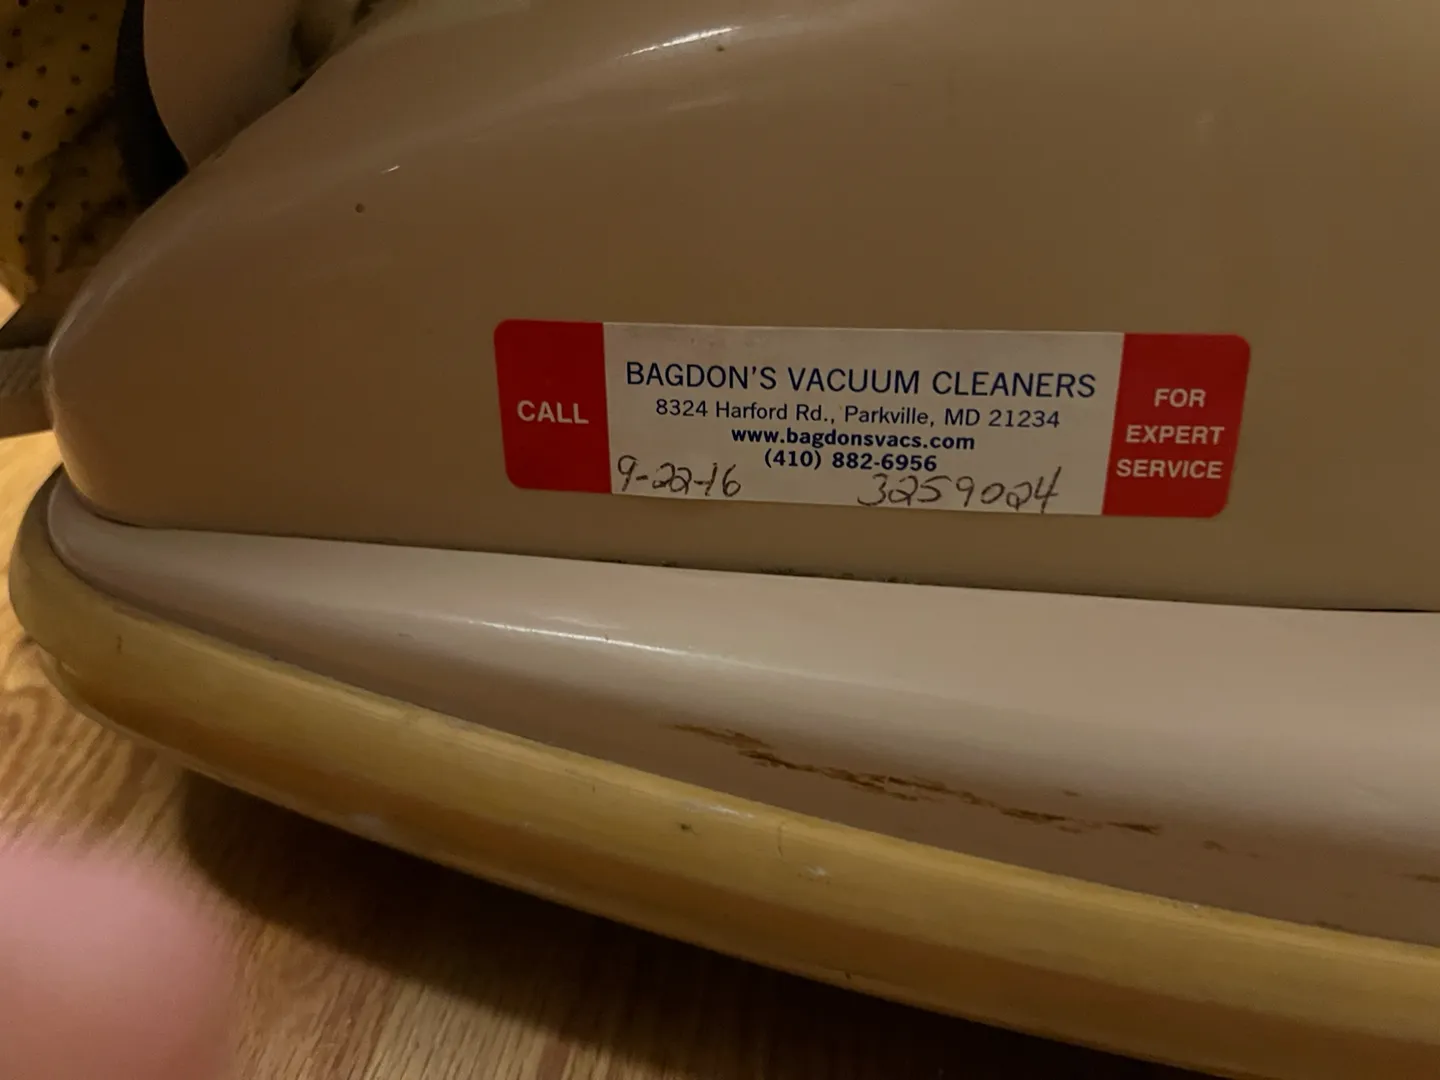 CALL
BAGDON'S VACUUM CLEANERS
8324 Harford Rd., Parkville, MD 21234
www.bagdonsvacs.com
(410) 882-6956
9-22-16 3259024
FOR
EXPERT
SERVICE